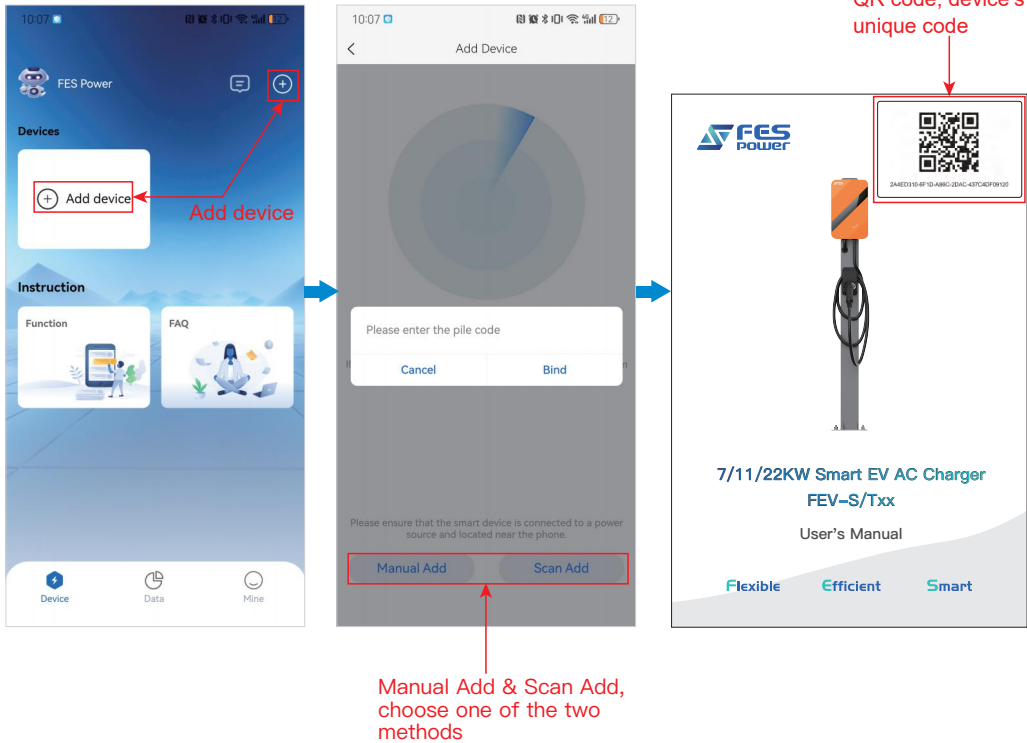 10:07
12
FES Power
Devices
Add device
Add device
Instruction
Function
FAQ
Device
Data
Mine
10:07
12
Add Device
Please enter the pile code
Cancel
Bind
Please ensure that the smart device is connected to a power
source and located near the phone.
Manual Add
Scan Add
Manual Add & Scan Add,
choose one of the two
methods
QR code, device's
unique code
FES
Power
7/11/22KW Smart EV AC Charger
FEV-S/Txx
User's Manual
Flexible
Efficient
Smart